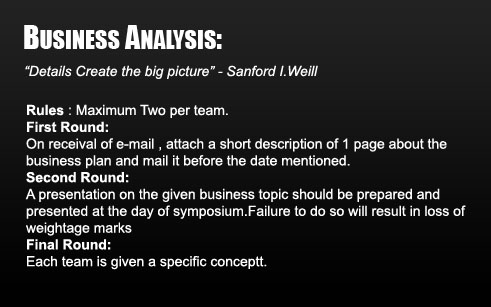 BUSINESS ANALYSIS:
“Details Create the big picture” - Sanford I.Weill
Rules : Maximum Two per team.
First Round:
On receival of e-mail , attach a short description of 1 page about the
business plan and mail it before the date mentioned.
Second Round:
A presentation on the given business topic should be prepared and
presented at the day of symposium.Failure to do so will result in loss of
weightage marks
Final Round:
Each team is given a specific conceptt.